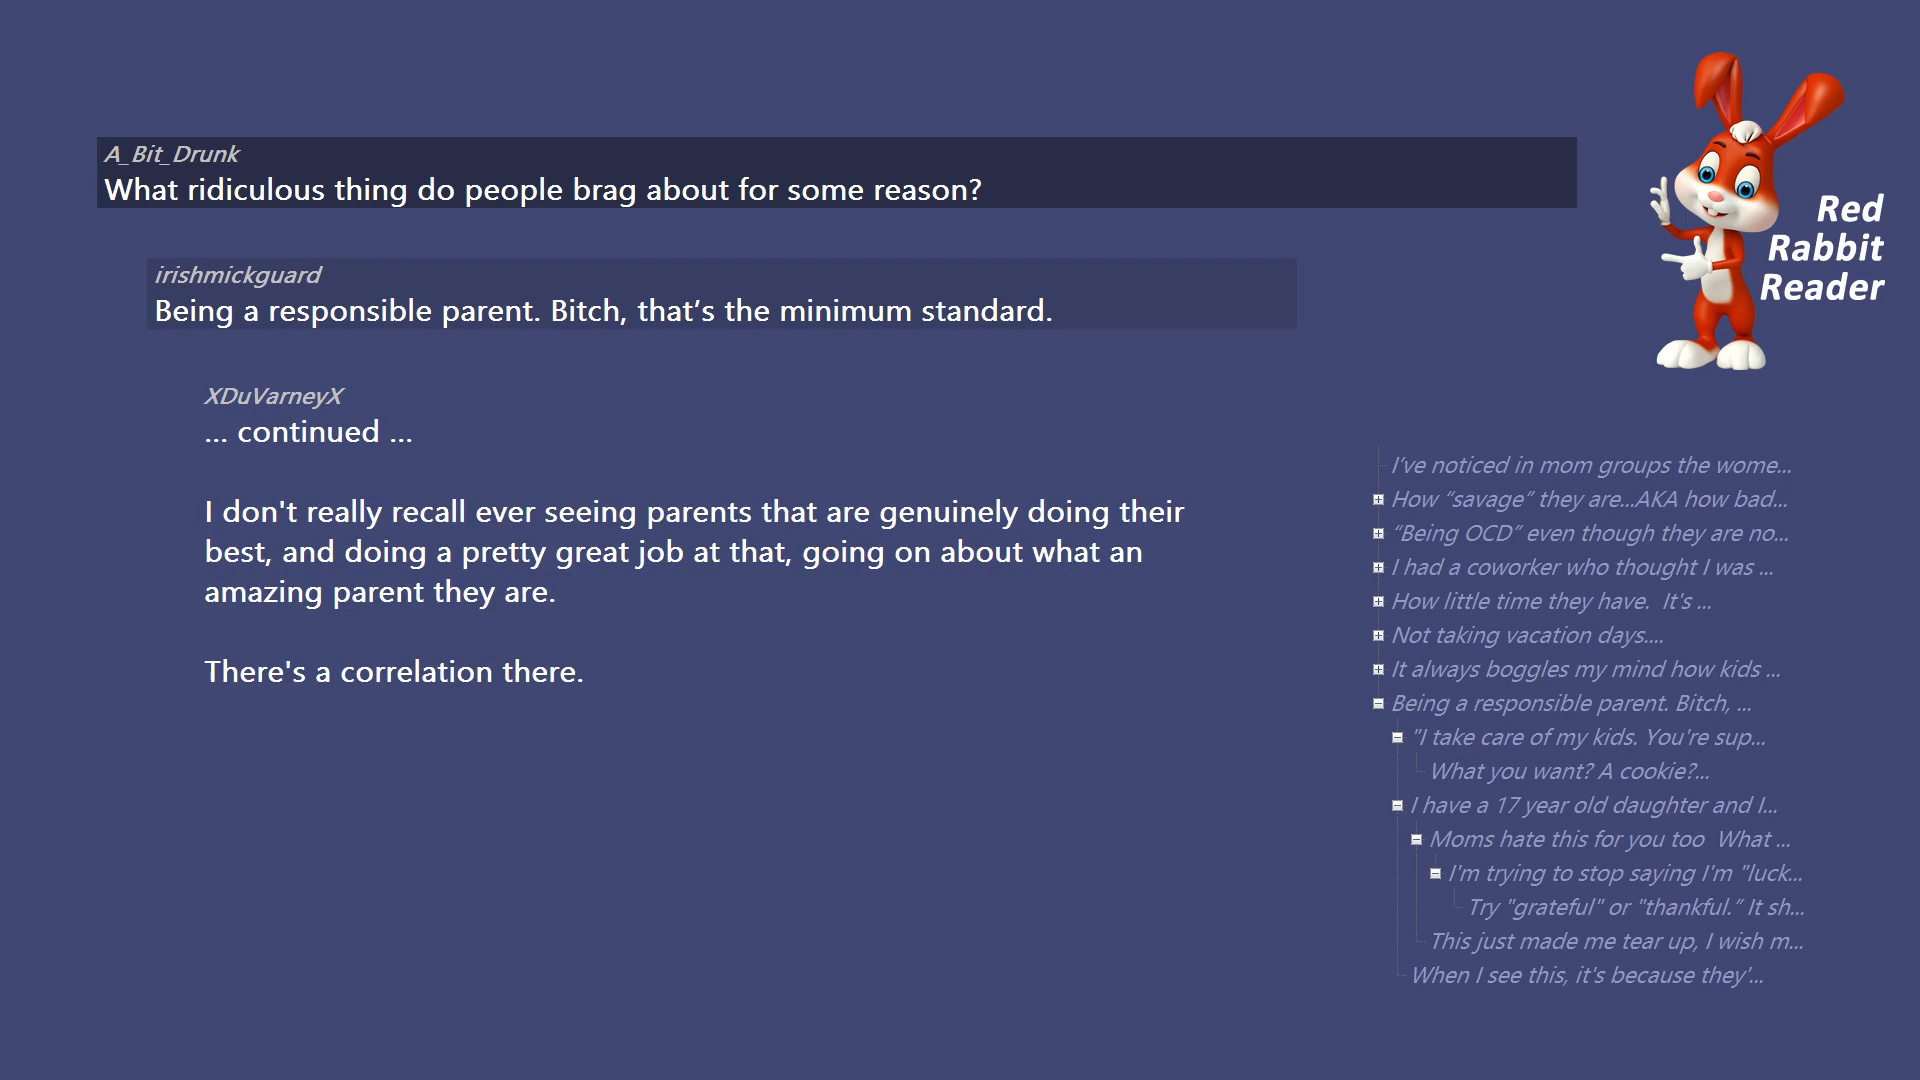 A_Bit_Drunk
What ridiculous thing do people brag about for some reason?
irishmickguard
Being a responsible parent. Bitch, that’s the minimum standard.
XDuVarneyX
... continued ...
I don't really recall ever seeing parents that are genuinely doing their
best, and doing a pretty great job at that, going on about what an
amazing parent they are.
There's a correlation there.
Red
Rabbit
Reader
I’ve noticed in mom groups the wome...
How “savage” they are...AKA how bad...
“Being OCD” even though they are no...
I had a coworker who thought I was ...
How little time they have.  It's ...
Not taking vacation days....
It always boggles my mind how kids ...
Being a responsible parent. Bitch, ...
"I take care of my kids. You're sup...
What you want? A cookie?...
I have a 17 year old daughter and I...
Moms hate this for you too  What ...
I'm trying to stop saying I'm "luck...
Try "grateful" or "thankful.” It sh...
This just made me tear up, I wish m...
When I see this, it's because they'...